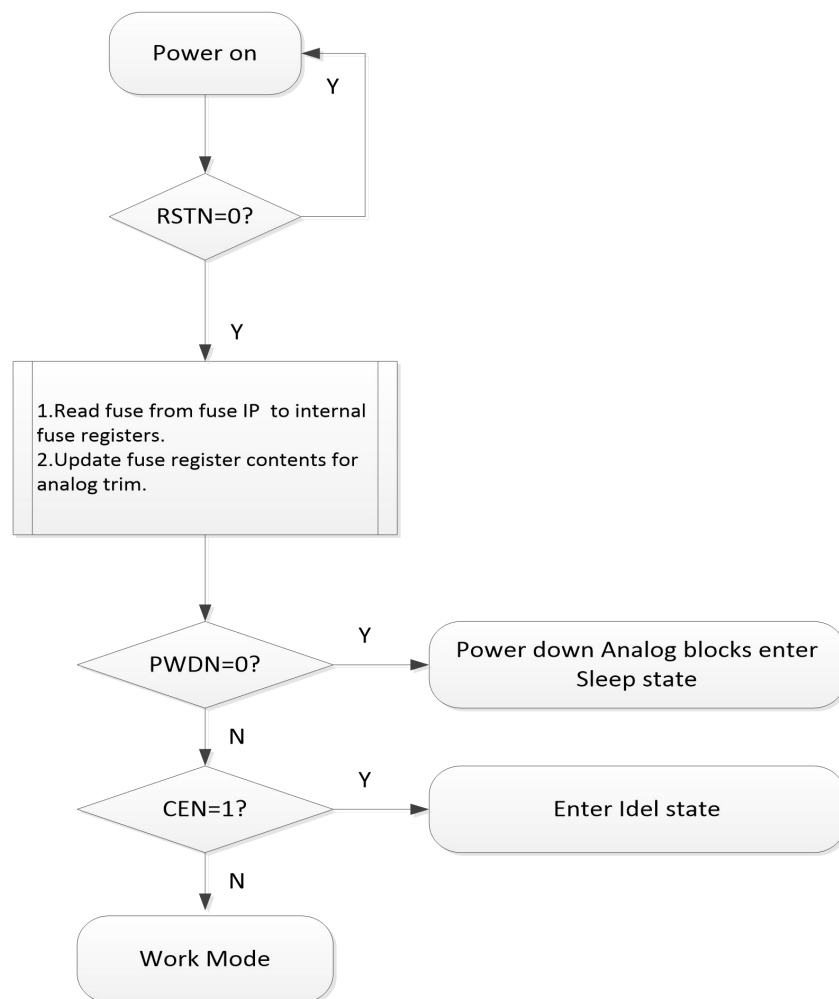 Power on
Y
RSTN=0?
Y
1.Read fuse from fuse IP  to internal
fuse registers.
2.Update fuse register contents for
analog trim.
PWDN=0?
Y
Power down Analog blocks enter
Sleep state
N
CEN=1?
Y
Enter Idel state
N
Work Mode